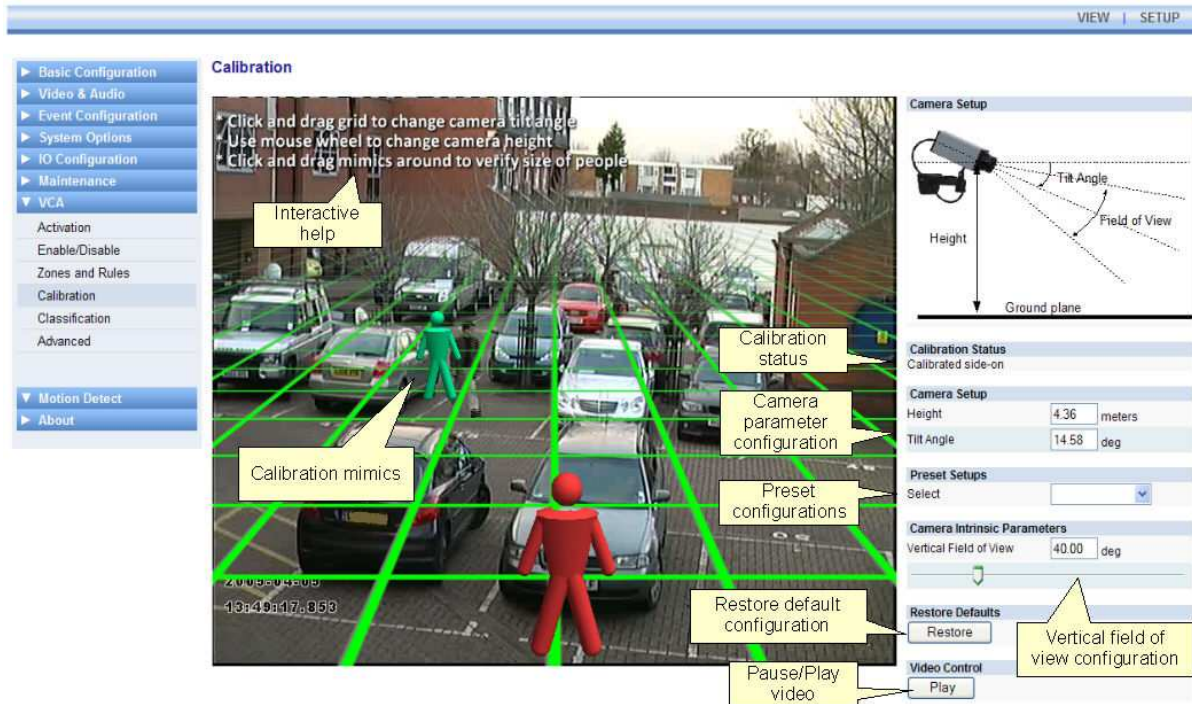 VIEW | SETUP
Basic Configuration
Video & Audio
Event Configuration
System Options
IO Configuration
Maintenance
VCA
Activation
Enable/Disable
Zones and Rules
Calibration
Classification
Advanced
Motion Detect
About
Calibration
* Click and drag grid to change camera tilt angle
* Use mouse wheel to change camera height
* Click and drag mimics around to verify size of people
Interactive
help
Calibration mimics
13:49:17.853
Calibration
status
Camera
parameter
configuration
Preset
configurations
Restore default
configuration
Pause/Play
video
Vertical field of
view configuration
Camera Setup
Tilt Angle
Field of View
Height
Ground plane
Calibration Status
Calibrated side-on
Camera Setup
Height 4.36 meters
Tilt Angle 14.58 deg
Preset Setups
Select
Camera Intrinsic Parameters
Vertical Field of View 40.00 deg
Restore Defaults
Restore
Video Control
Play